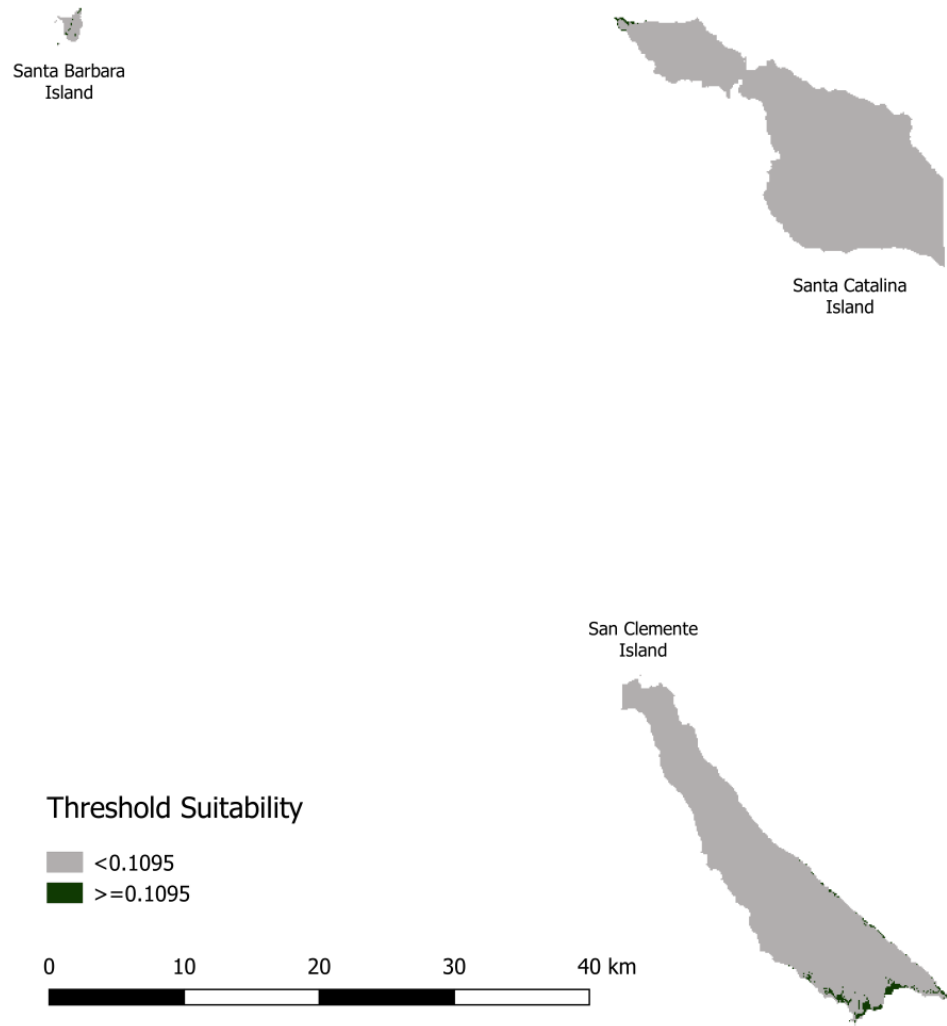 Santa Barbara
Island
Santa Catalina
Island
San Clemente
Island
Threshold Suitability
<0.1095
>=0.1095
0 10 20 30 40 km